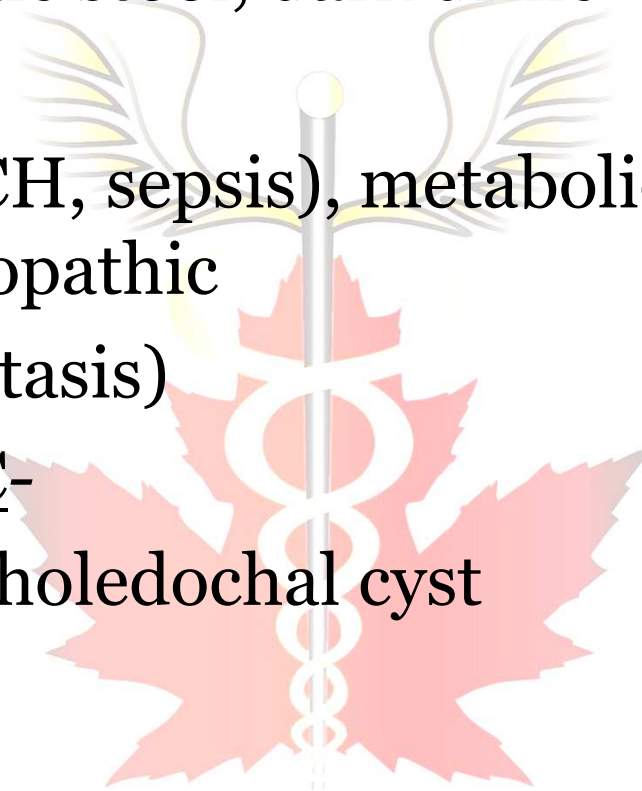 CH, sepsis), metabolic
opathic
tasis)
C-
holedochal cyst